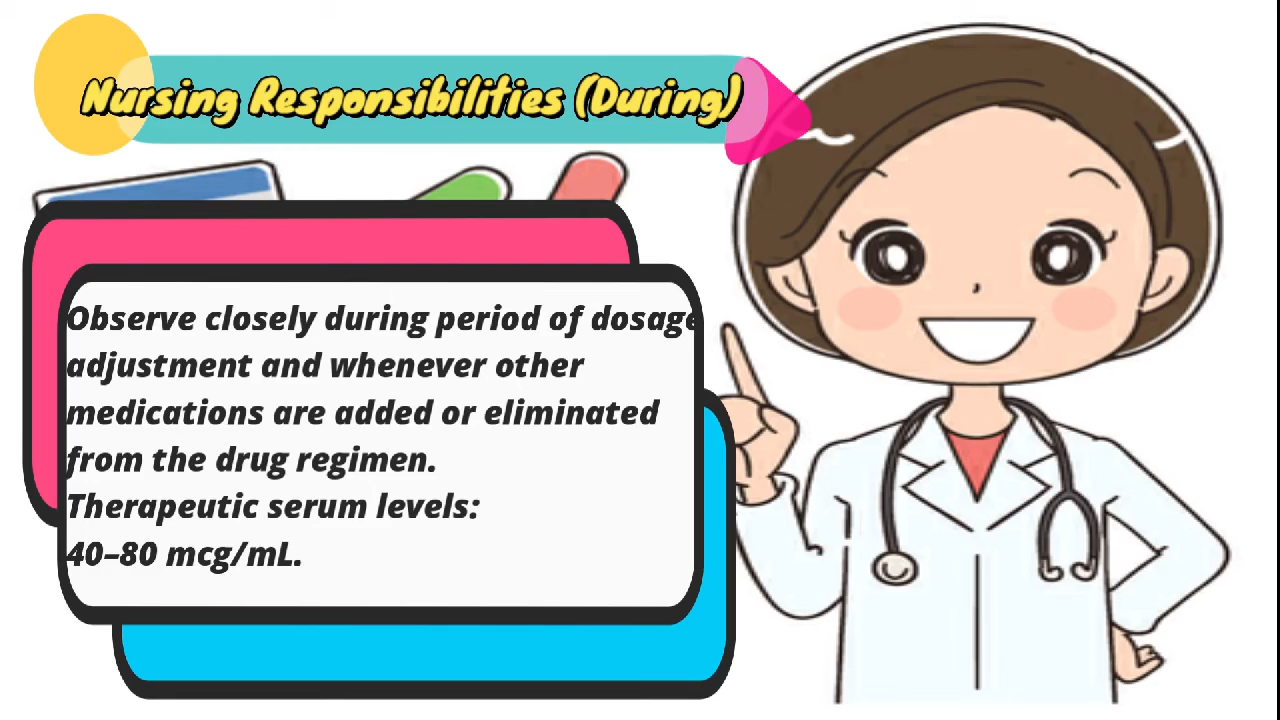 Nursing Responsibilities (During)
Observe closely during period of dosage
adjustment and whenever other
medications are added or eliminated
from the drug regimen.
Therapeutic serum levels:
40–80 mcg/mL.